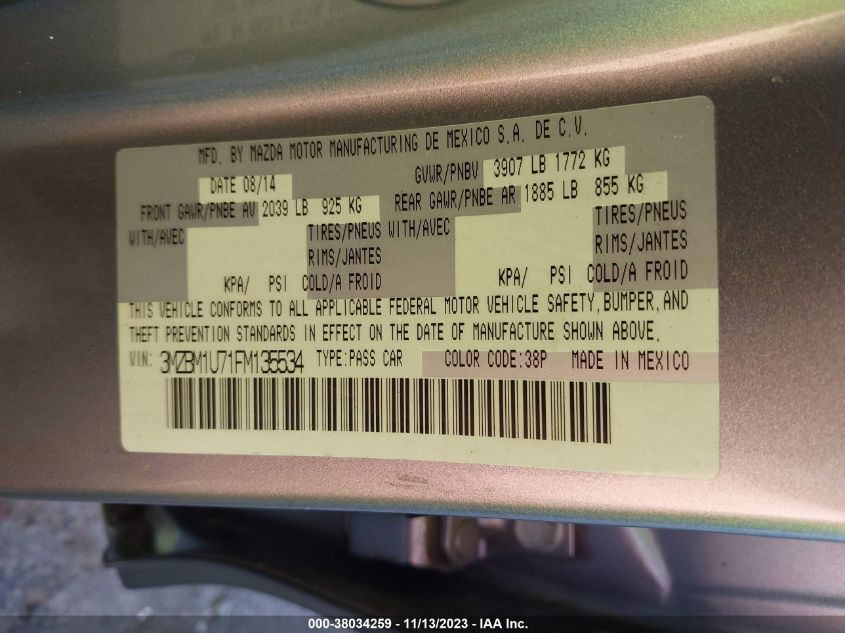 MFD. BY MAZDA MOTOR MANUFACTURING DE MEXICO S.A. DE C.V.
DATE 08/14 GVWR/PNBV 3907 LB 1772 KG
FRONT GAWR/PNBE AV 2039 LB 925 KG REAR GAWR/PNBE AR 1885 LB 855 KG
WITH/AVEC TIRES/PNEUS WITH/AVEC TIRES/PNEUS
RIMS/JANTES RIMS/JANTES
KPA/ PSI COLD/A FROID KPA/ PSI COLD/A FROID
THIS VEHICLE CONFORMS TO ALL APPLICABLE FEDERAL MOTOR VEHICLE SAFETY, BUMPER, AND
THEFT PREVENTION STANDARDS IN EFFECT ON THE DATE OF MANUFACTURE SHOWN ABOVE.
VIN: 3MZBM1U71FM135534 TYPE:PASS CAR COLOR CODE:38P MADE IN MEXICO
000-38034259 - 11/13/2023 - IAA Inc.